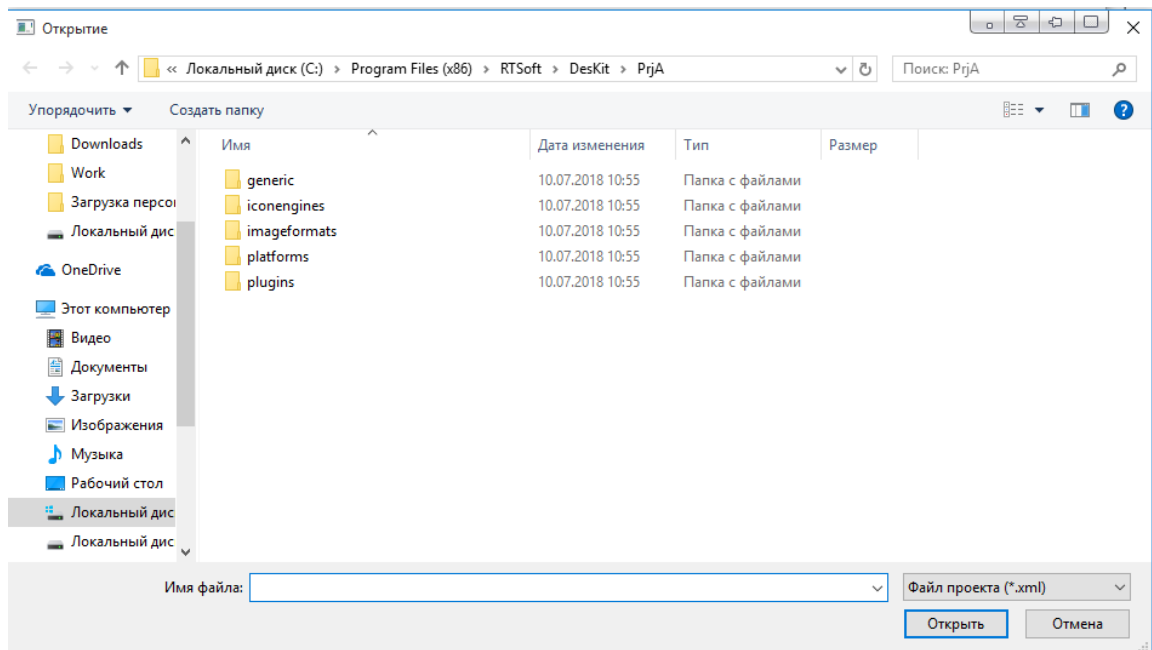 Открытие
« Локальный диск (C:) › Program Files (x86) › RTSoft › DesKit › PrjA
Поиск: PrjA
Упорядочить
Создать папку
Имя
Дата изменения
Тип
Размер
Downloads
Work
Загрузка персо
Локальный дис
OneDrive
Этот компьютер
Видео
Документы
Загрузки
Изображения
Музыка
Рабочий стол
Локальный дис
Локальный дис
generic 10.07.2018 10:55 Папка с файлами
iconengines 10.07.2018 10:55 Папка с файлами
imageformats 10.07.2018 10:55 Папка с файлами
platforms 10.07.2018 10:55 Папка с файлами
plugins 10.07.2018 10:55 Папка с файлами
Имя файла:
Файл проекта (*.xml)
Открыть
Отмена